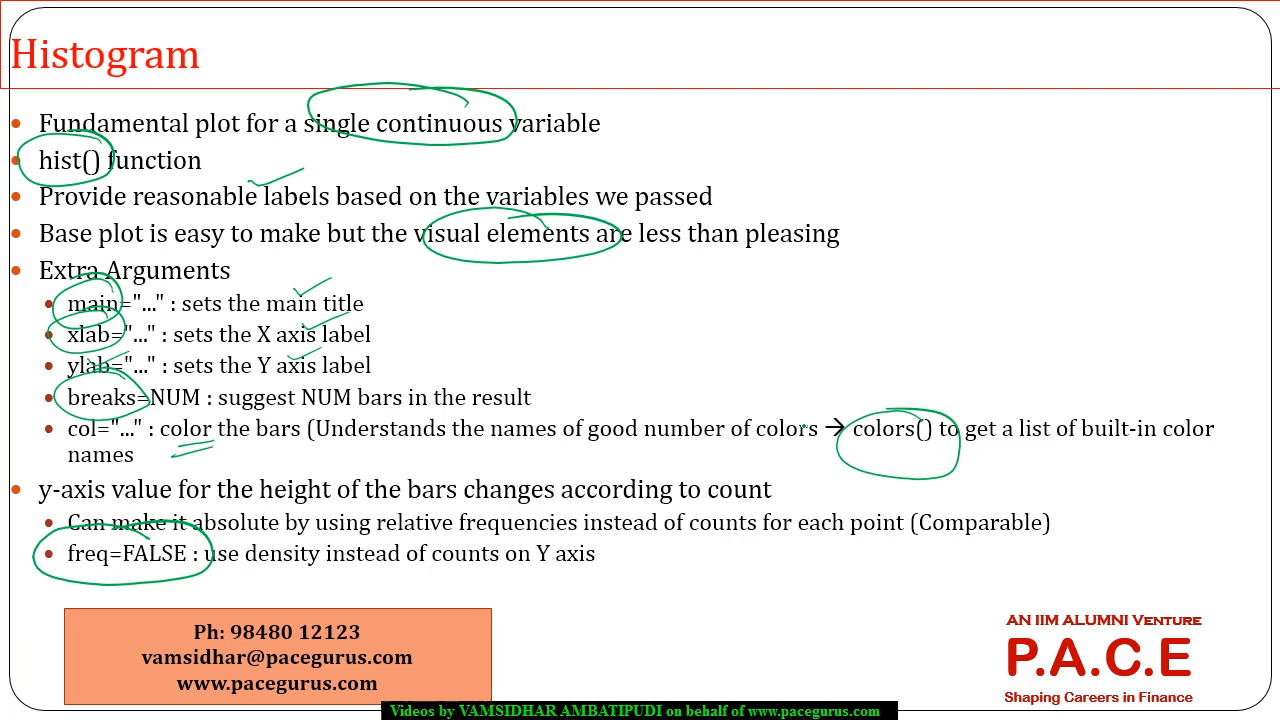 Histogram
• Fundamental plot for a single continuous variable
• hist() function
• Provide reasonable labels based on the variables we passed
• Base plot is easy to make but the visual elements are less than pleasing
• Extra Arguments
• main="..." : sets the main title
• xlab="..." : sets the X axis label
• ylab="..." : sets the Y axis label
• breaks=NUM : suggest NUM bars in the result
• col="..." : color the bars (Understands the names of good number of colors → colors() to get a list of built-in color
names
• y-axis value for the height of the bars changes according to count
• Can make it absolute by using relative frequencies instead of counts for each point (Comparable)
• freq=FALSE : use density instead of counts on Y axis
Ph: 98480 12123
vamsidhar@pacegurus.com
www.pacegurus.com
AN IIM ALUMNI VENTURE
P.A.C.E
Shaping Careers in Finance
Videos by VAMSIDHAR AMBATIPUDI on behalf of www.pacegurus.com